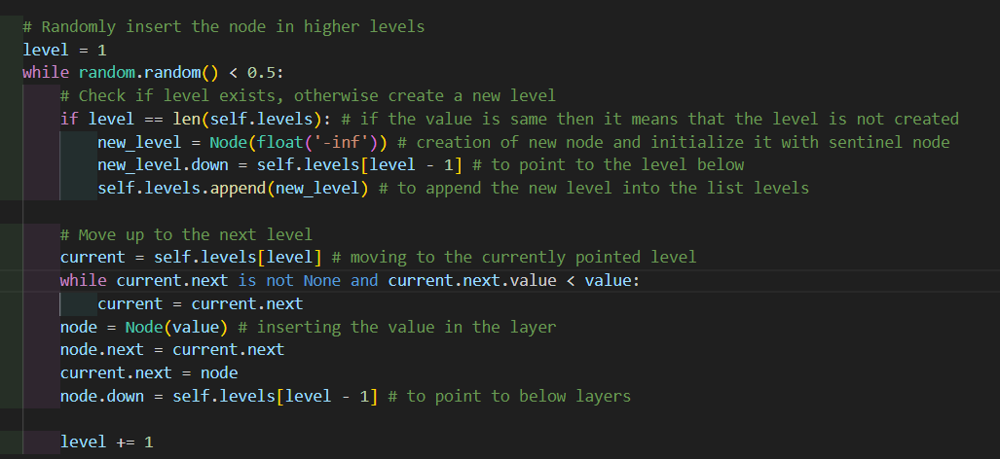 # Randomly insert the node in higher levels
level = 1
while random.random() < 0.5:
# Check if level exists, otherwise create a new level
if level == len(self.levels): # if the value is same then it means that the level is not created
new_level = Node(float('-inf')) # creation of new node and initialize it with sentinel node
new_level.down = self.levels[level - 1] # to point to the level below
self.levels.append(new_level) # to append the new level into the list levels
# Move up to the next level
current = self.levels[level] # moving to the currently pointed level
while current.next is not None and current.next.value < value:
current = current.next
node = Node(value) # inserting the value in the layer
node.next = current.next
current.next = node
node.down = self.levels[level - 1] # to point to below layers
level += 1